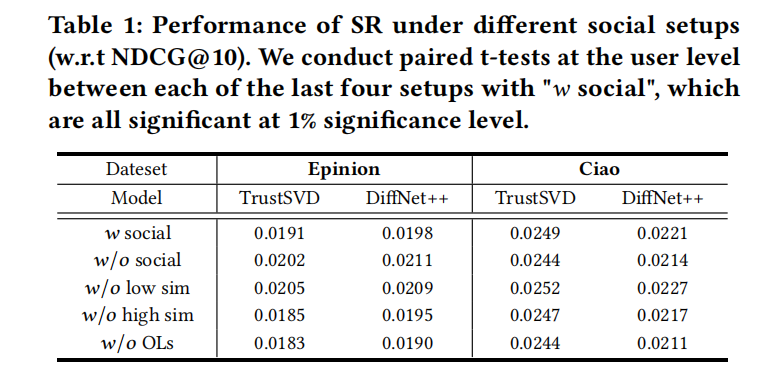 Table 1: Performance of SR under different social setups
(w.r.t NDCG@10). We conduct paired t-tests at the user level
between each of the last four setups with "w social", which
are all significant at 1% significance level.
Dateset Epinion Ciao
Model TrustSVD DiffNet++ TrustSVD DiffNet++
w social 0.0191 0.0198 0.0249 0.0221
w/o social 0.0202 0.0211 0.0244 0.0214
w/o low sim 0.0205 0.0209 0.0252 0.0227
w/o high sim 0.0185 0.0195 0.0247 0.0217
w/o OLs 0.0183 0.0190 0.0244 0.0211